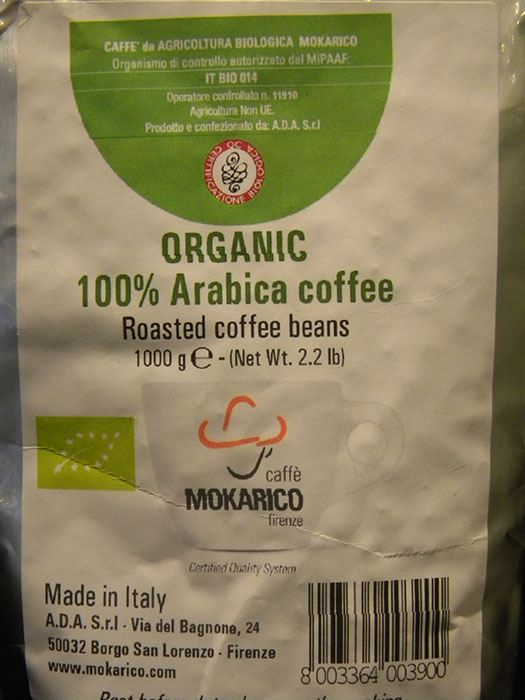 CAFFE' da AGRICOLTURA BIOLOGICA MOKARICO
Organismo di controllo autorizzato dal MiPAAF:
IT BIO 014
Operatore controllato n. 11910
Agricoltura Non UE.
Prodotto e confezionato da: A.D.A. S.r.l
QC CERTIFICAZIONE BIOLOGICA
ORGANIC
100% Arabica coffee
Roasted coffee beans
1000 g ℮ - (Net Wt. 2.2 lb)
caffè
MOKARICO
firenze
Certified Quality System
Made in Italy
A.D.A. S.r.l - Via del Bagnone, 24
50032 Borgo San Lorenzo - Firenze
www.mokarico.com
8 003364 003900